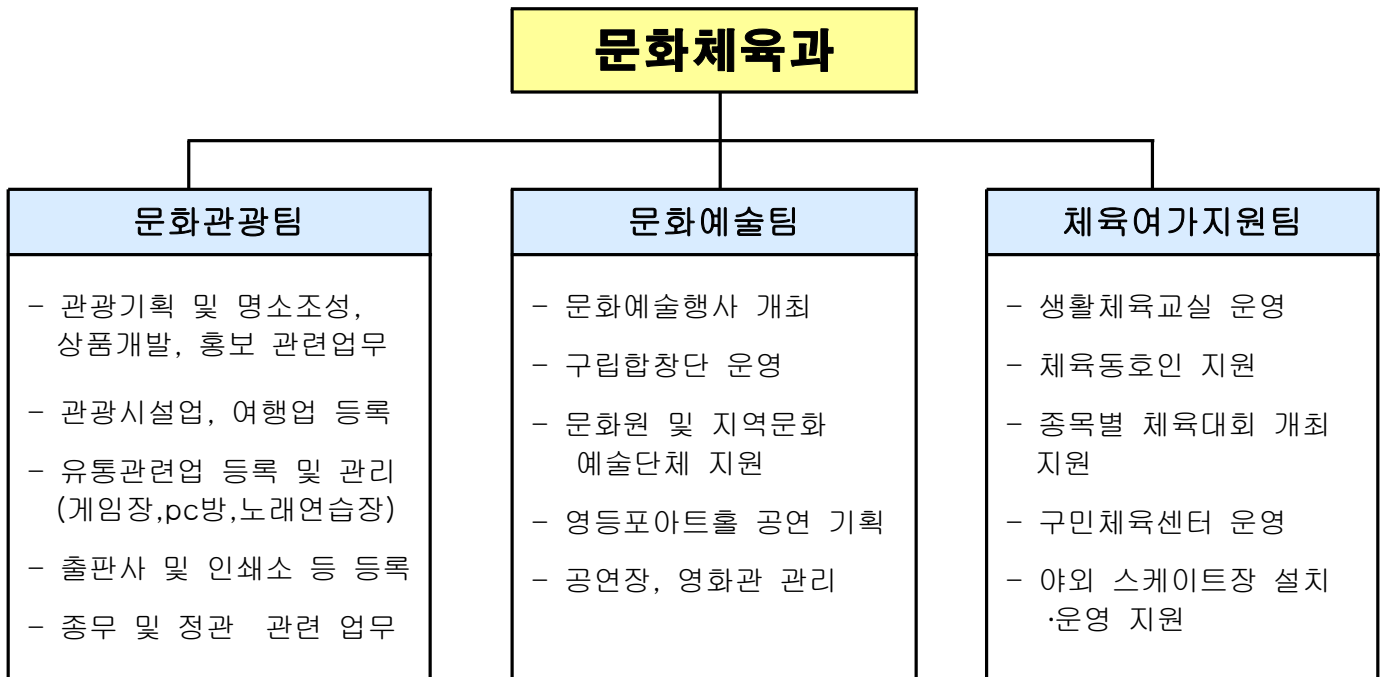 문화체육과
문화관광팀
- 관광기획 및 명소조성,
상품개발, 홍보 관련업무
- 관광시설업, 여행업 등록
- 유통관련업 등록 및 관리
(게임장,pc방,노래연습장)
- 출판사 및 인쇄소 등 등록
- 종무 및 정관 관련 업무
문화예술팀
- 문화예술행사 개최
- 구립합창단 운영
- 문화원 및 지역문화
예술단체 지원
- 영등포아트홀 공연 기획
- 공연장, 영화관 관리
체육여가지원팀
- 생활체육교실 운영
- 체육동호인 지원
- 종목별 체육대회 개최
지원
- 구민체육센터 운영
- 야외 스케이트장 설치
·운영 지원